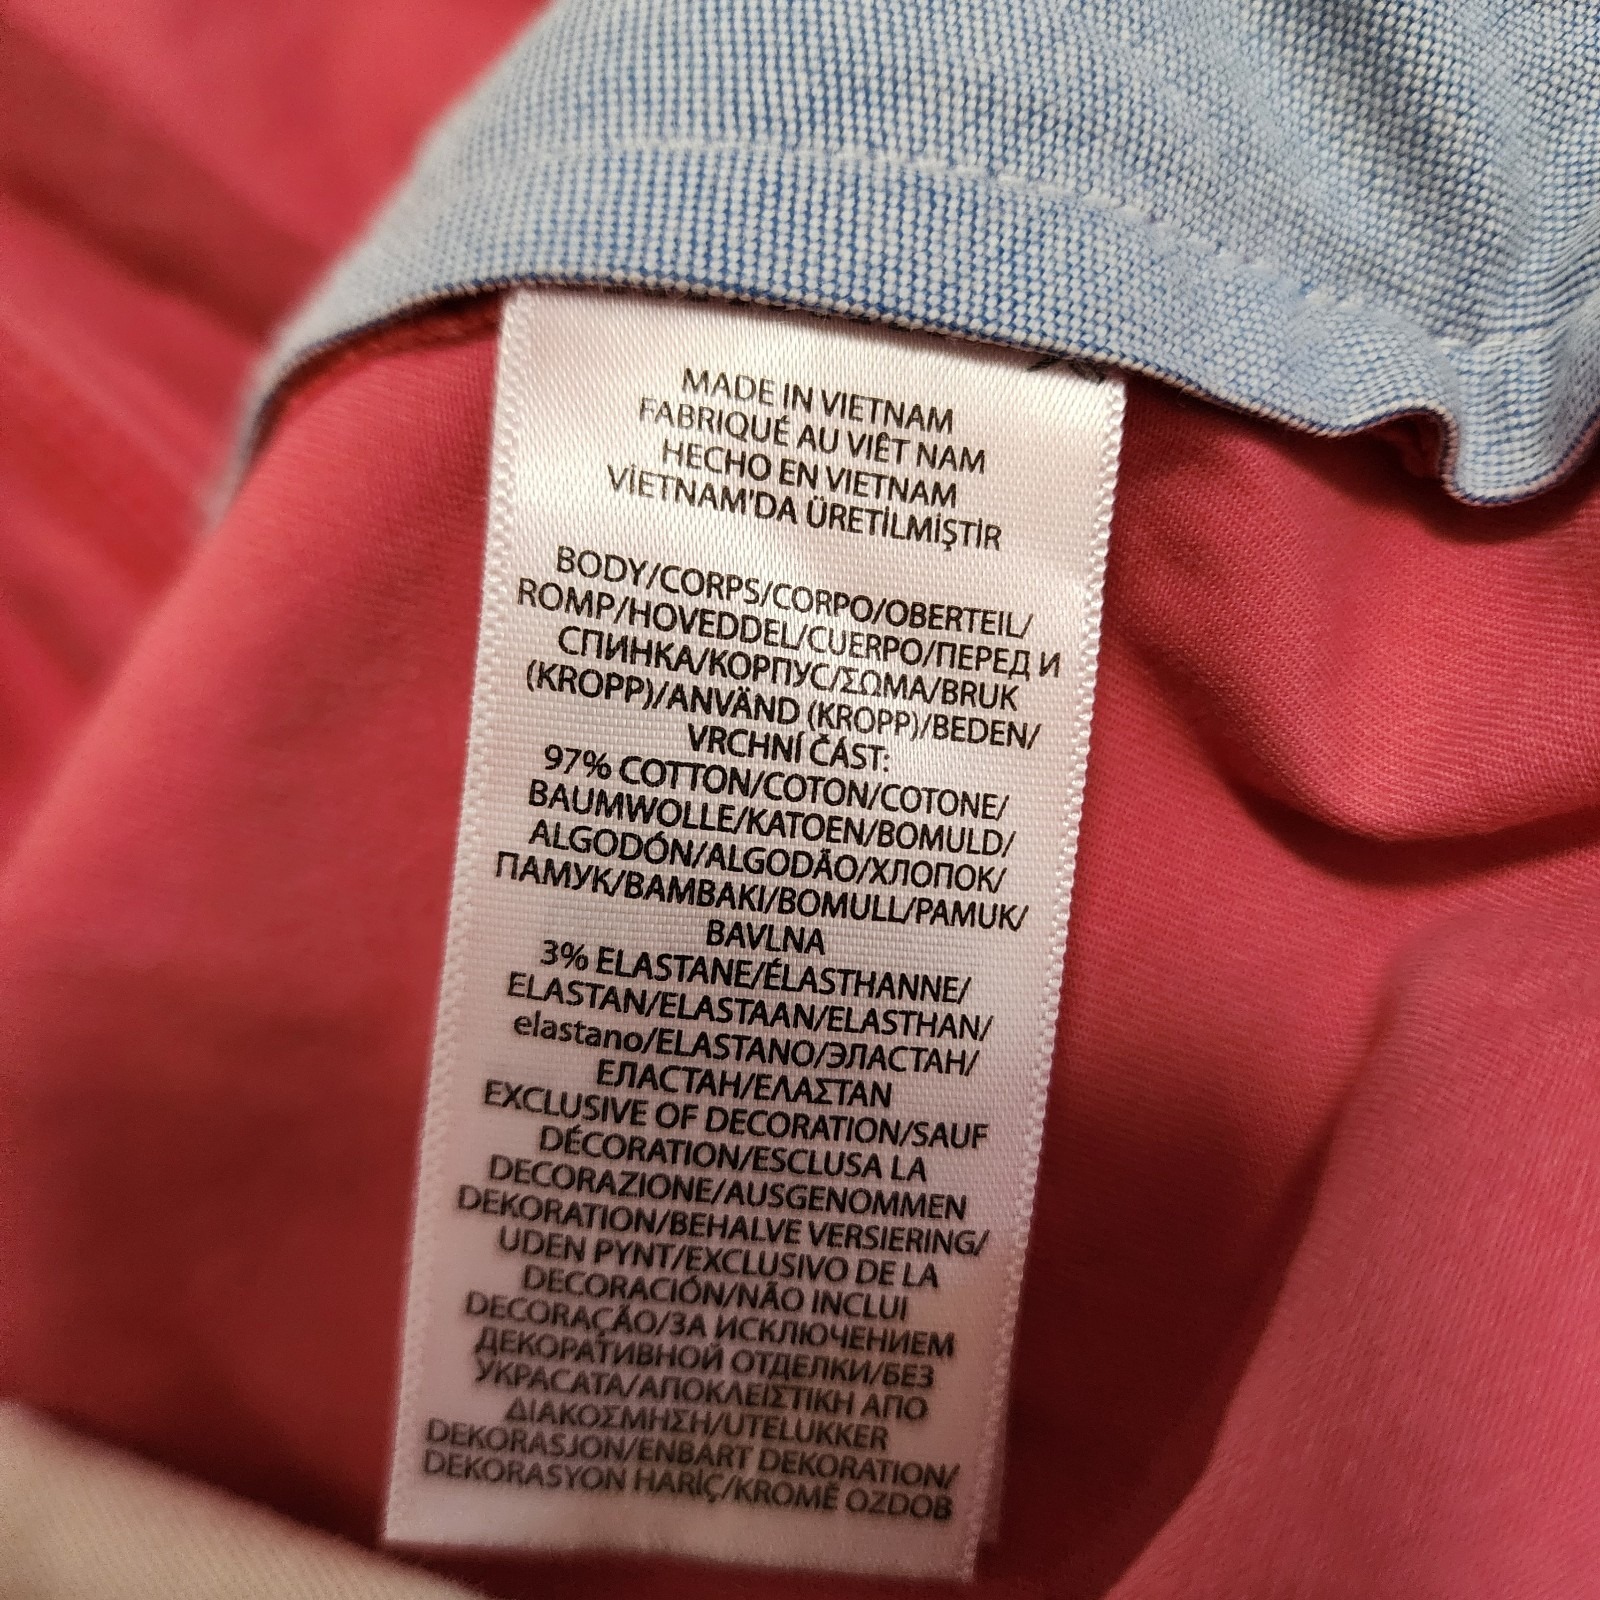 MADE IN VIETNAM
FABRIQUÉ AU VIÊT NAM
HECHO EN VIETNAM
VİETNAM'DA ÜRETİLMİŞTİR
BODY/CORPS/CORPO/OBERTEIL/
ROMP/HOVEDDEL/CUERPO/ПЕРЕД И
СПИНКА/КОРПУС/ΣΩΜΑ/BRUK
(KROPP)/ANVÄND (KROPP)/BEDEN/
VRCHNÍ ČÁST:
97% COTTON/COTON/COTONE/
BAUMWOLLE/KATOEN/BOMULD/
ALGODÓN/ALGODÃO/ХЛОПОК/
ПАМУК/ΒΑΜΒΑΚΙ/BOMULL/PAMUK/
BAVLNA
3% ELASTANE/ÉLASTHANNE/
ELASTAN/ELASTAAN/ELASTHAN/
elastano/ELASTANO/ЭЛАСТАН/
ЕЛАСТАН/ΕΛΑΣΤΑΝ
EXCLUSIVE OF DECORATION/SAUF
DÉCORATION/ESCLUSA LA
DECORAZIONE/AUSGENOMMEN
DEKORATION/BEHALVE VERSIERING/
UDEN PYNT/EXCLUSIVO DE LA
DECORACIÓN/NÃO INCLUI
DECORAÇÃO/ЗА ИСКЛЮЧЕНИЕМ
ДЕКОРАТИВНОЙ ОТДЕЛКИ/БЕЗ
УКРАСАТА/ΑΠΟΚΛΕΙΣΤΙΚΗ ΑΠΟ
ΔΙΑΚΟΣΜΗΣΗ/UTELUKKER
DEKORASJON/ENBART DEKORATION/
DEKORASYON HARİÇ/KROMĚ OZDOB